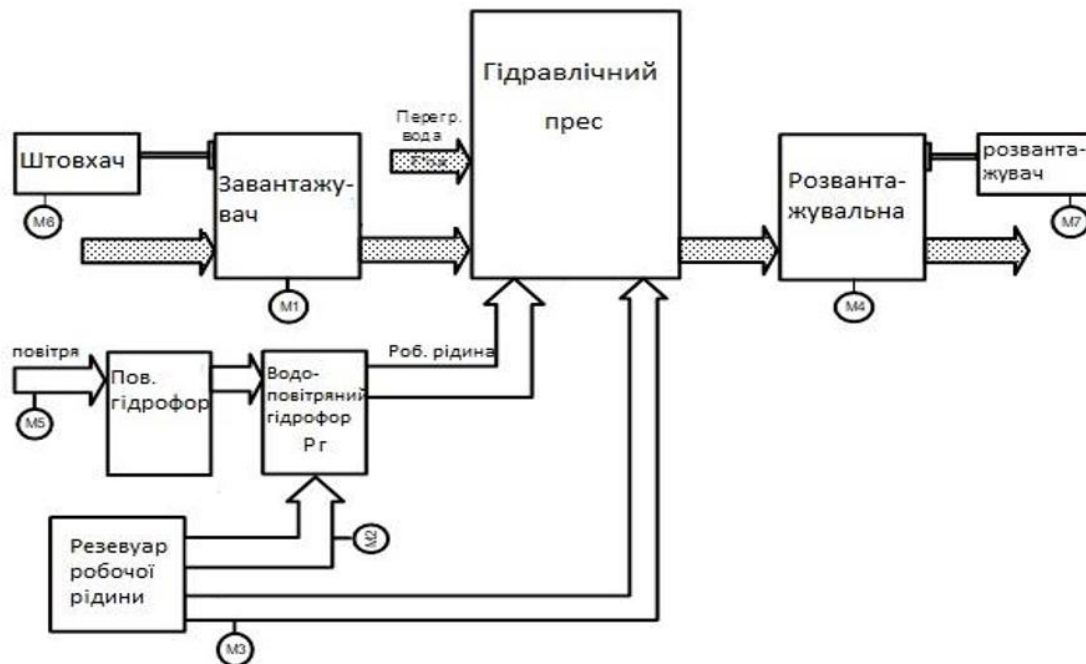 Гідравлічний
прес
Перегр.
вода
Штовхач
Завантажу-
вач
Розванта-
жувальна
розванта-
жувач
M6
M7
M1
M4
повітря
Роб. рідина
Пов.
гідрофор
Водо-
повітряний
гідрофор
Рг
M5
M2
Резевуар
робочої
рідини
M3